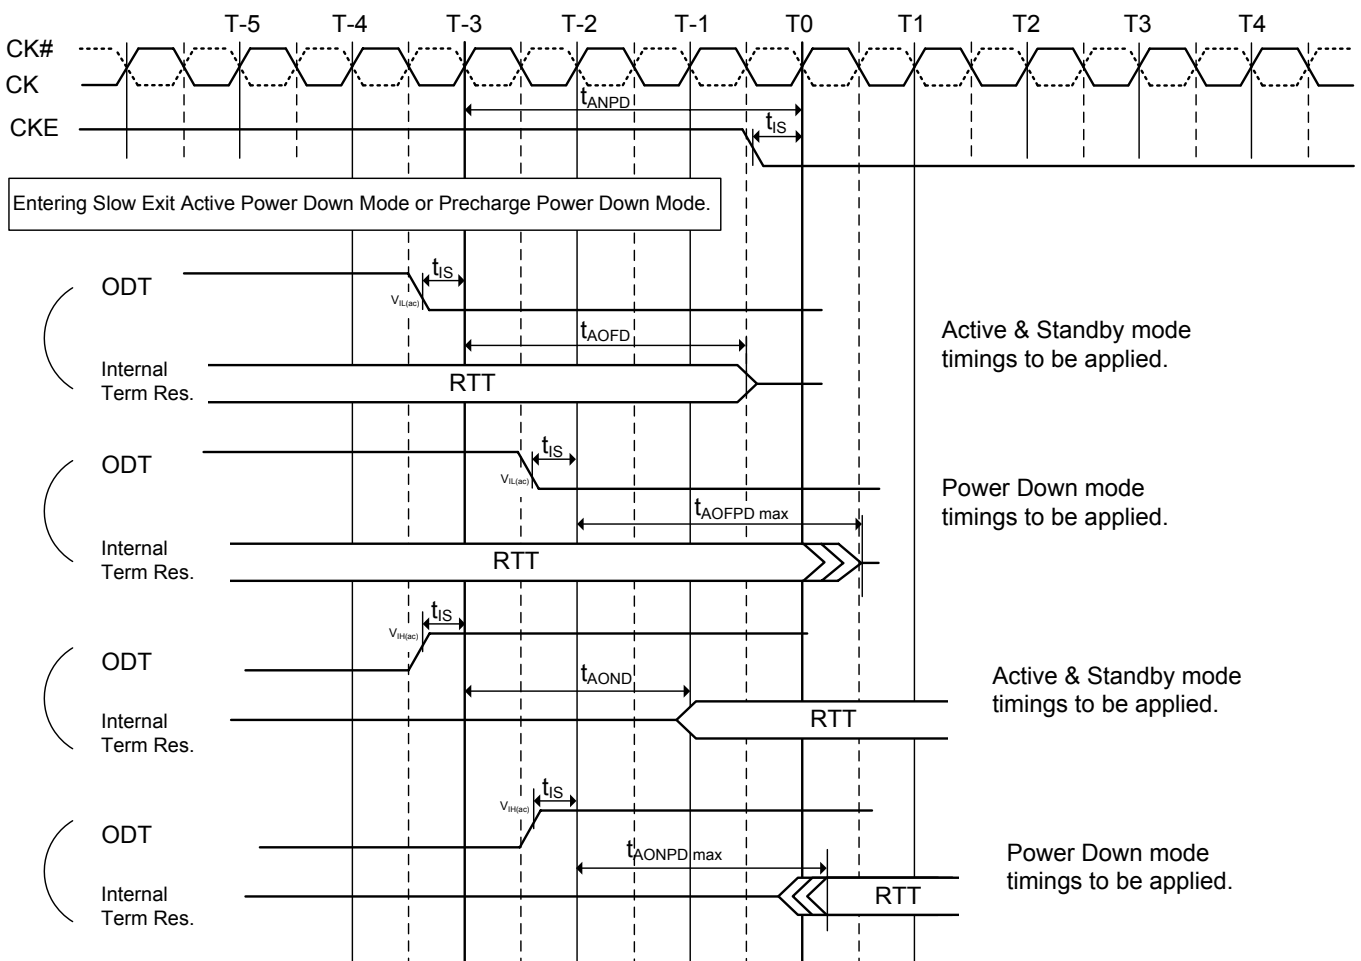 T-5 T-4 T-3 T-2 T-1 T0 T1 T2 T3 T4
CK#
CK
tANPD
CKE
tIS
Entering Slow Exit Active Power Down Mode or Precharge Power Down Mode.
tIS
ODT
VIL(ac)
tAOFD
Active & Standby mode
timings to be applied.
Internal
Term Res.
RTT
tIS
ODT
VIL(ac)
Power Down mode
timings to be applied.
tAOFPD max
Internal
Term Res.
RTT
tIS
VIH(ac)
ODT
tAOND
Active & Standby mode
timings to be applied.
Internal
Term Res.
RTT
tIS
VIH(ac)
ODT
tAONPD max
Power Down mode
timings to be applied.
Internal
Term Res.
RTT